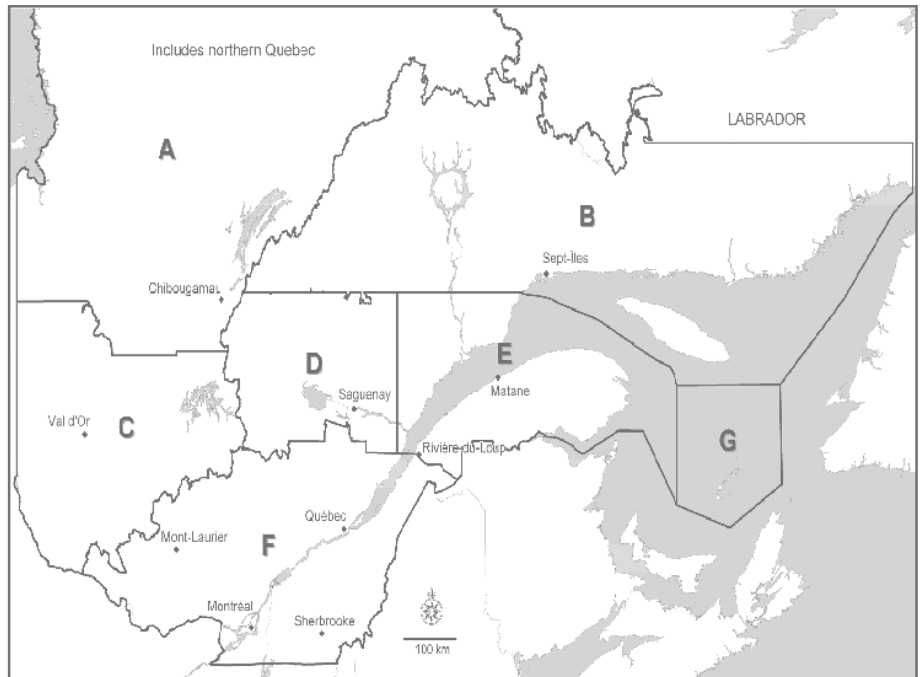 Includes northern Quebec
LABRADOR
A
B
Sept-Îles
Chibougamau
E
D
Matane
Saguenay
Val d'Or
C
G
Rivière-du-Loup
Québec
Mont-Laurier
F
Montréal
Sherbrooke
100 km